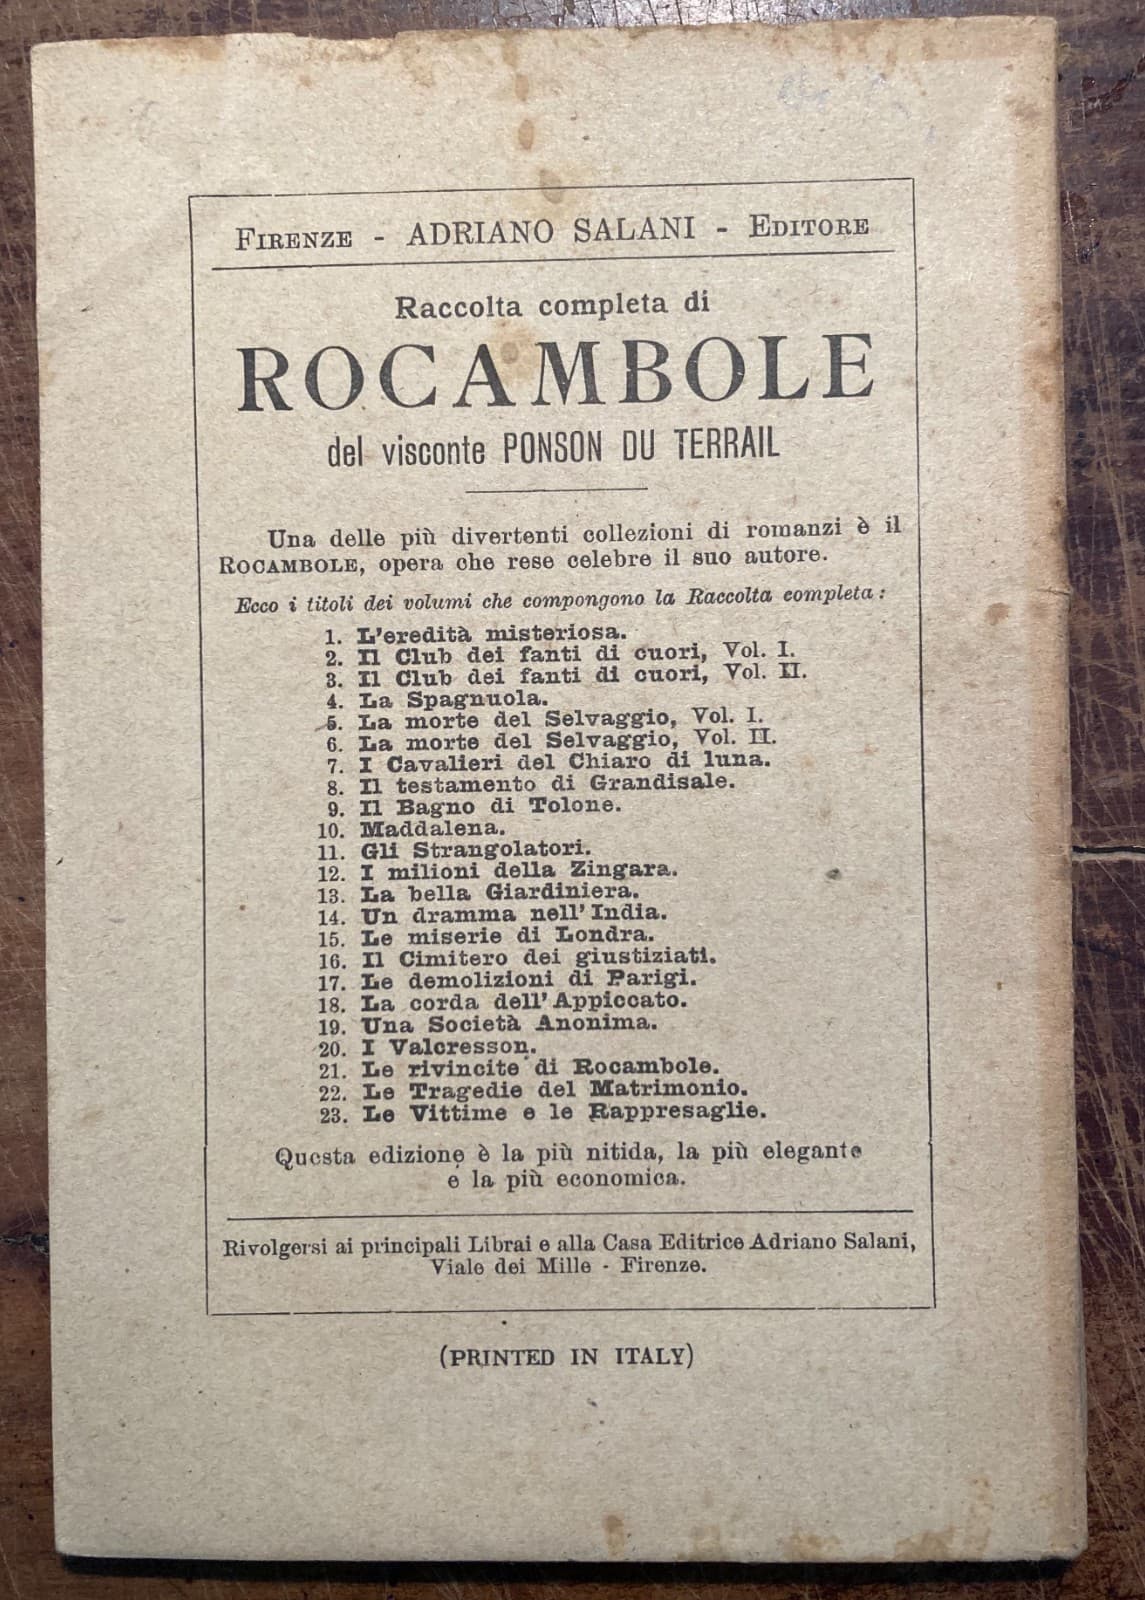 FIRENZE - ADRIANO SALANI - EDITORE
Raccolta completa di
ROCAMBOLE
del visconte PONSON DU TERRAIL
Una delle più divertenti collezioni di romanzi è il
ROCAMBOLE, opera che rese celebre il suo autore.
Ecco i titoli dei volumi che compongono la Raccolta completa:
1. L'eredità misteriosa.
2. Il Club dei fanti di cuori, Vol. I.
3. Il Club dei fanti di cuori, Vol. II.
4. La Spagnuola.
5. La morte del Selvaggio, Vol. I.
6. La morte del Selvaggio, Vol. II.
7. I Cavalieri del Chiaro di luna.
8. Il testamento di Grandisale.
9. Il Bagno di Tolone.
10. Maddalena.
11. Gli Strangolatori.
12. I milioni della Zingara.
13. La bella Giardiniera.
14. Un dramma nell'India.
15. Le miserie di Londra.
16. Il Cimitero dei giustiziati.
17. Le demolizioni di Parigi.
18. La corda dell'Appiccato.
19. Una Società Anonima.
20. I Valcresson.
21. Le rivincite di Rocambole.
22. Le Tragedie del Matrimonio.
23. Le Vittime e le Rappresaglie.
Questa edizione è la più nitida, la più elegante
e la più economica.
Rivolgersi ai principali Librai e alla Casa Editrice Adriano Salani,
Viale dei Mille - Firenze.
(PRINTED IN ITALY)